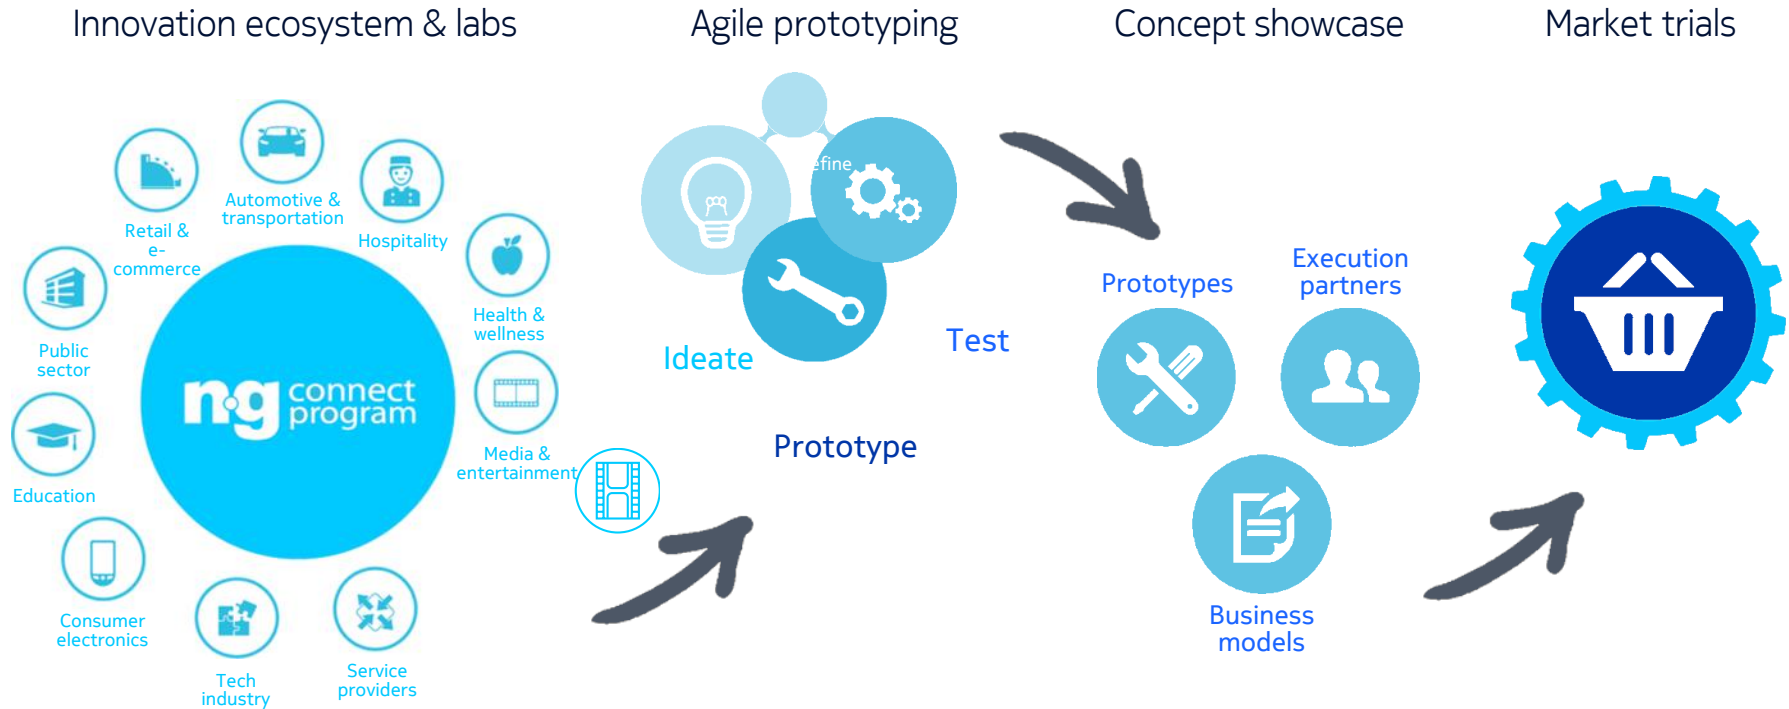 Innovation ecosystem & labs
Agile prototyping
Concept showcase
Market trials
Automotive &
transportation
Retail &
e-
commerce
Hospitality
Public
sector
Health &
wellness
Education
Media &
entertainment
Consumer
electronics
Tech
industry
Service
providers
ng connect
program
efine
Ideate
Test
Prototype
Prototypes
Execution
partners
Business
models